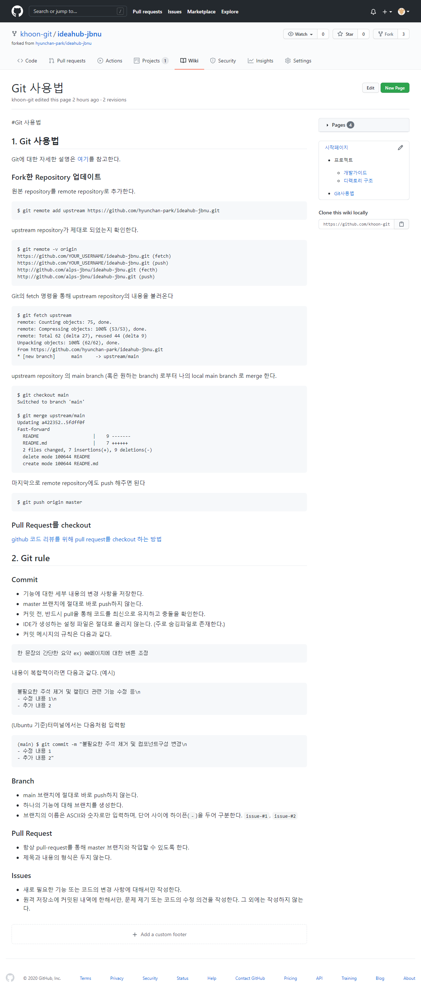 Search or jump to... /
Pull requests Issues Marketplace Explore
khoon-git / ideahub-jbnu
forked from hyunchan-park/ideahub-jbnu
Watch 0 Star 0 Fork 3
Code Pull requests Actions Projects 1 Wiki Security Insights Settings
Git 사용법
khoon-git edited this page 2 hours ago · 2 revisions
Edit New Page
#Git 사용법
1. Git 사용법
Git에 대한 자세한 설명은 여기를 참고한다.
Fork한 Repository 업데이트
원본 repository를 remote repository로 추가한다.
$ git remote add upstream https://github.com/hyunchan-park/ideahub-jbnu.git
upstream repository가 제대로 되었는지 확인한다.
$ git remote -v origin
https://github.com/YOUR_USERNAME/ideahub-jbnu.git (fetch)
https://github.com/YOUR_USERNAME/ideahub-jbnu.git (push)
http://github.com/alps-jbnu/ideahub-jbnu.git (fecth)
http://github.com/alps-jbnu/ideahub-jbnu.git (push)
Git의 fetch 명령을 통해 upstream repository의 내용을 불러온다
$ git fetch upstream
remote: Counting objects: 75, done.
remote: Compressing objects: 100% (53/53), done.
remote: Total 62 (delta 27), reused 44 (delta 9)
Unpacking objects: 100% (62/62), done.
From https://github.com/hyunchan-park/ideahub-jbnu.git
* [new branch]      main     -> upstream/main
upstream repository 의 main branch (혹은 원하는 branch) 로부터 나의 local main branch 로 merge 한다.
$ git checkout main
Switched to branch 'main'
$ git merge upstream/main
Updating a422352..5fdff0f
Fast-forward
README                    |    9 -------
README.md                 |    7 ++++++
2 files changed, 7 insertions(+), 9 deletions(-)
delete mode 100644 README
create mode 100644 README.md
마지막으로 remote repository에도 push 해주면 된다
$ git push origin master
Pull Request를 checkout
github 코드 리뷰를 위해 pull request를 checkout 하는 방법
2. Git rule
Commit
• 기능에 대한 세부 내용의 변경 사항을 저장한다.
• master 브랜치에 절대로 바로 push하지 않는다.
• 커밋 전, 반드시 pull을 통해 코드를 최신으로 유지하고 충돌을 확인한다.
• IDE가 생성하는 설정 파일은 절대로 올리지 않는다. (주로 숨김파일로 존재한다.)
• 커밋 메시지의 규칙은 다음과 같다.
한 문장의 간단한 요약 ex) 00페이지에 대한 버튼 조정
내용이 복합적이라면 다음과 같다. (예시)
불필요한 주석 제거 및 캘린더 관련 기능 수정 등\n
- 수정 내용 1\n
- 추가 내용 2
(Ubuntu 기준)터미널에서는 다음처럼 입력함
(main) $ git commit -m "불필요한 주석 제거 및 컴포넌트구성 변경\n
- 수정 내용 1
- 추가 내용 2"
Branch
• main 브랜치에 절대로 바로 push하지 않는다.
• 하나의 기능에 대해 브랜치를 생성한다.
• 브랜치의 이름은 ASCII와 숫자로만 입력하며, 단어 사이에 하이픈( - )을 두어 구분한다. issue-#1 , issue-#2
Pull Request
• 항상 pull-request를 통해 master 브랜치와 작업할 수 있도록 한다.
• 제목과 내용의 형식은 두지 않는다.
Issues
• 새로 필요한 기능 또는 코드의 변경 사항에 대해서만 작성한다.
• 원격 저장소에 커밋된 내역에 한해서만, 문제 제기 또는 코드의 수정 의견을 작성한다. 그 외에는 작성하지 않는
다.
Add a custom footer
Pages 4
시작페이지
• 프로젝트
개발가이드
디렉토리 구조
• Git사용법
Clone this wiki locally
https://github.com/khoon-git
© 2020 GitHub, Inc. Terms Privacy Security Status Help Contact GitHub Pricing API Training Blog About